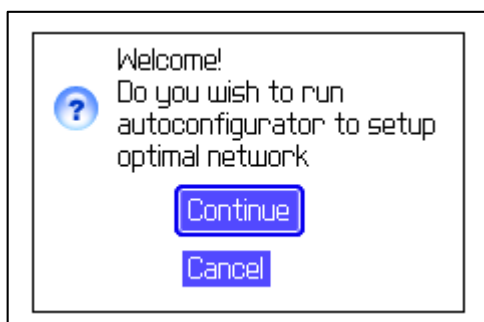 Welcome!
Do you wish to run
autoconfigurator to setup
optimal network
Continue
Cancel